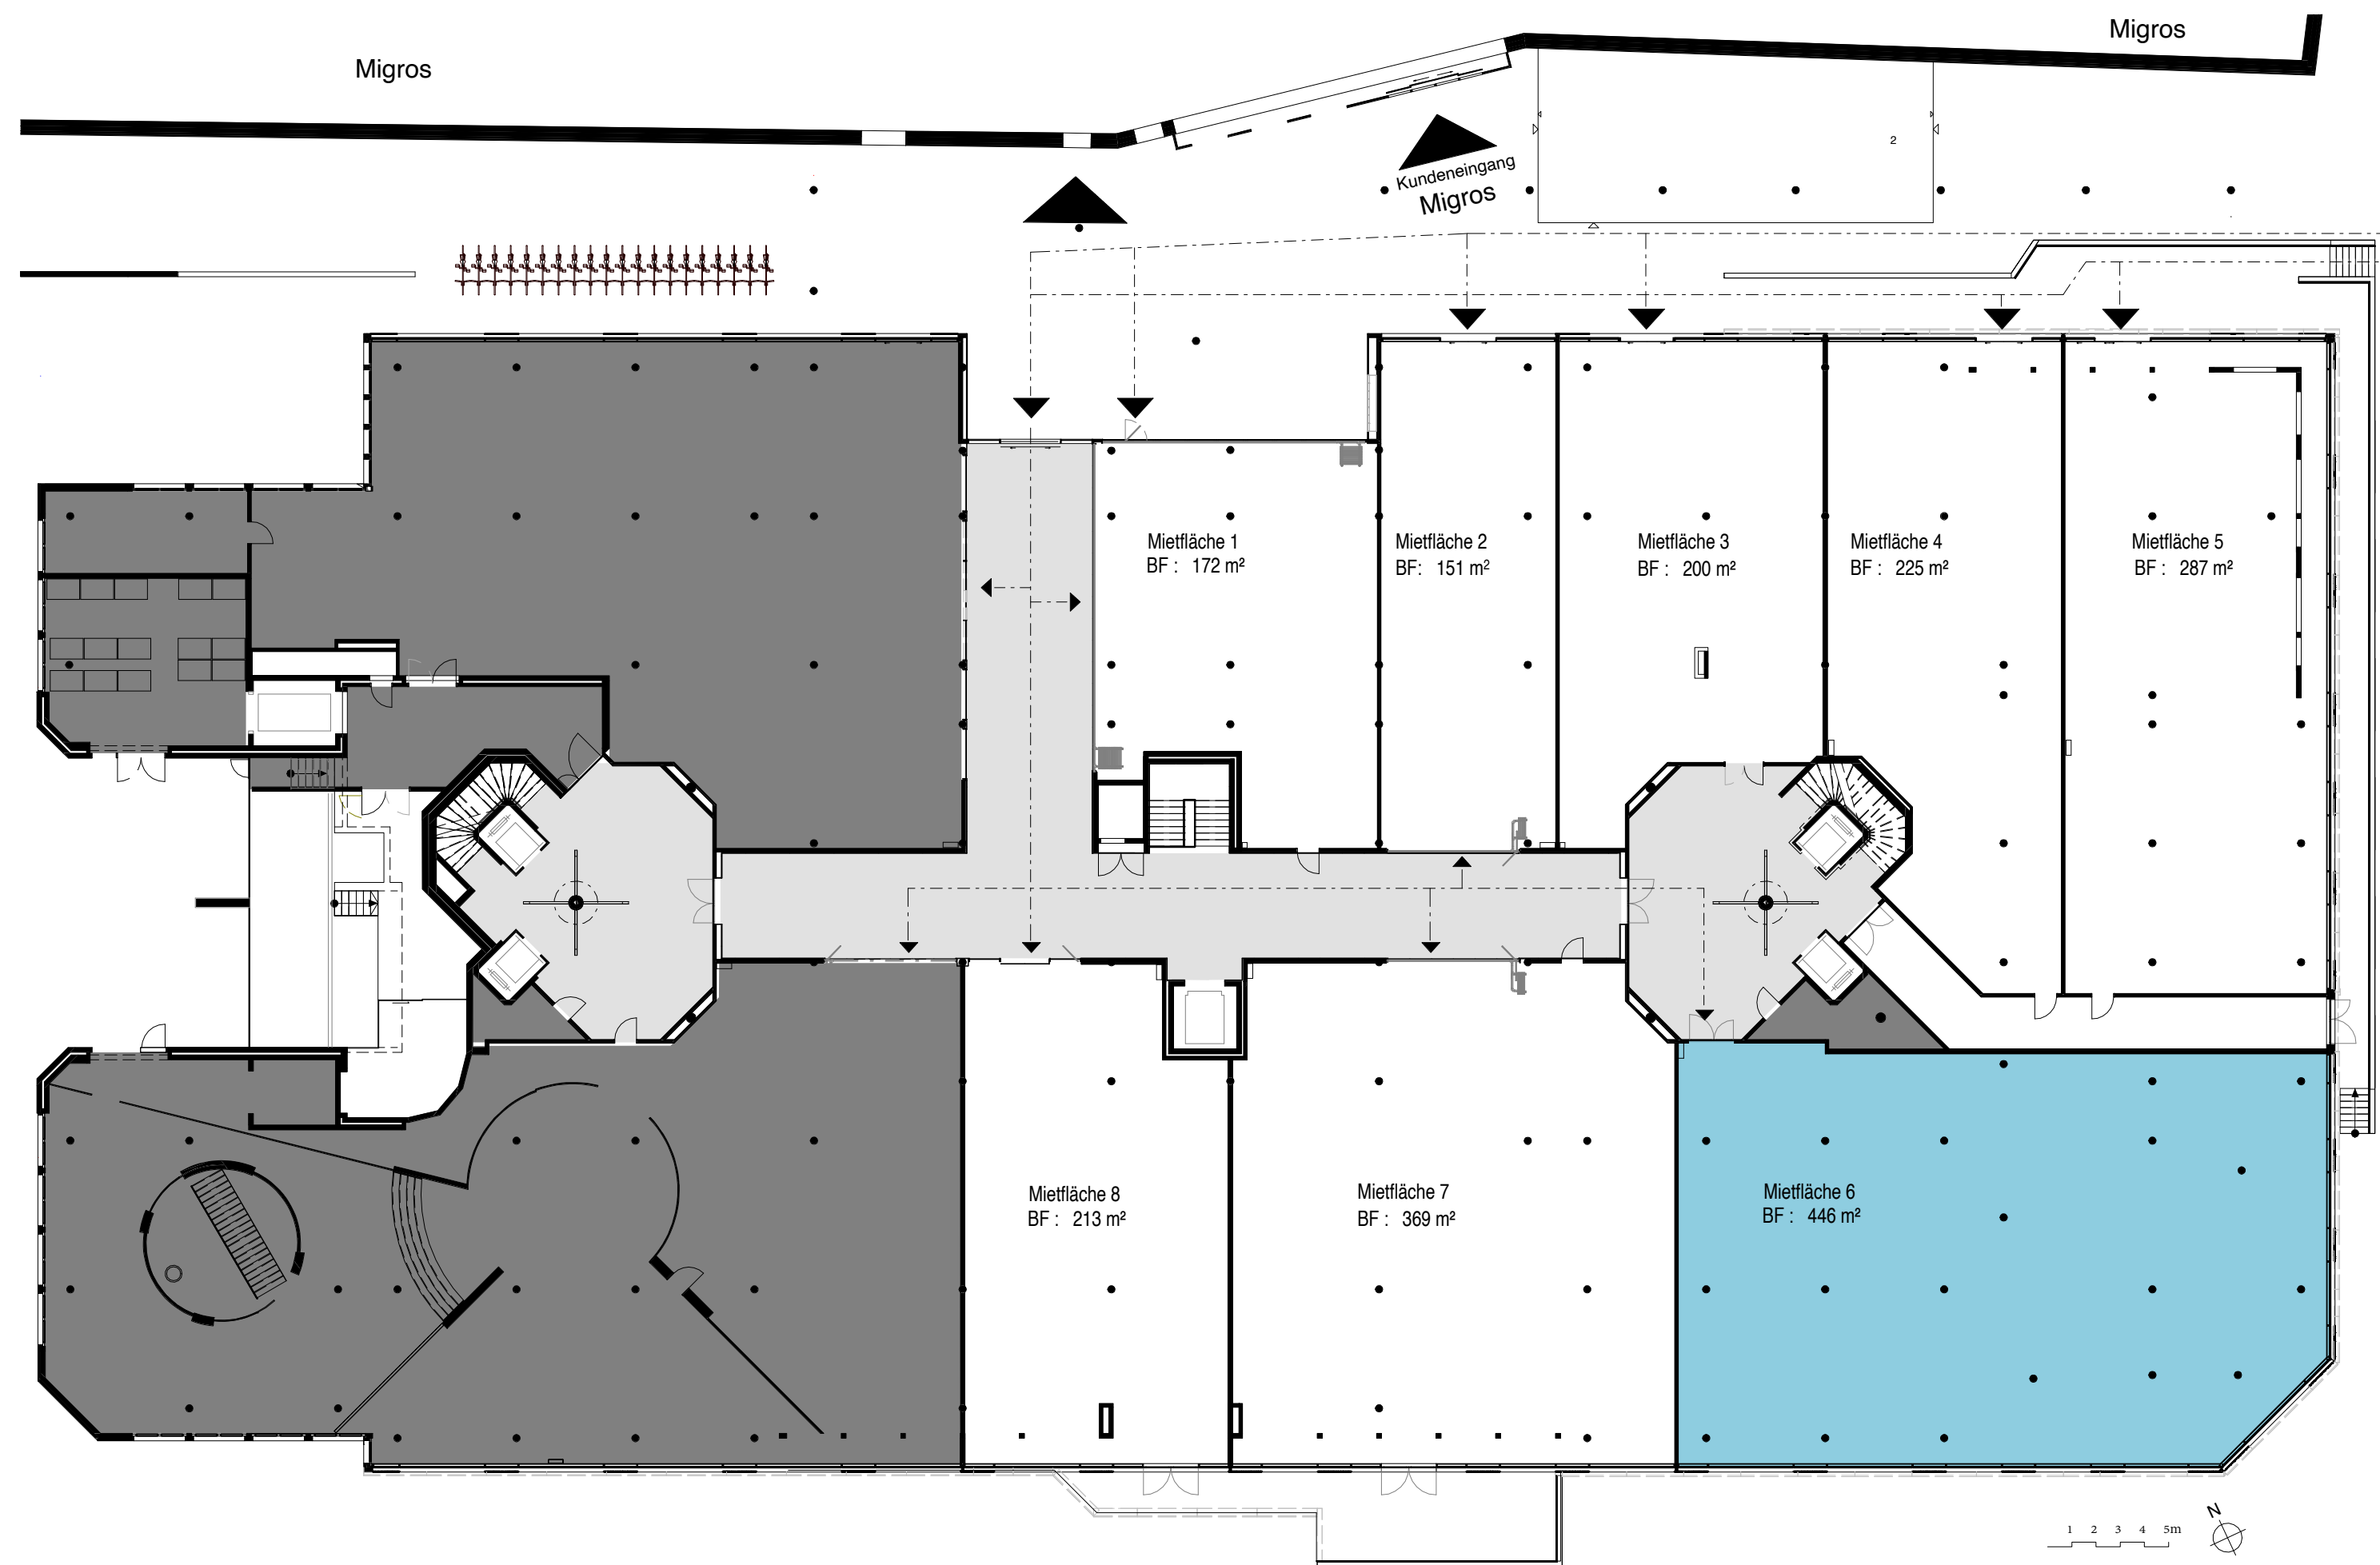 Migros
Migros
2
Kundeneingang
Migros
Mietfläche 1
BF : 172 m²
Mietfläche 2
BF: 151 m²
Mietfläche 3
BF : 200 m²
Mietfläche 4
BF : 225 m²
Mietfläche 5
BF : 287 m²
Mietfläche 8
BF : 213 m²
Mietfläche 7
BF : 369 m²
Mietfläche 6
BF : 446 m²
1 2 3 4 5m
N